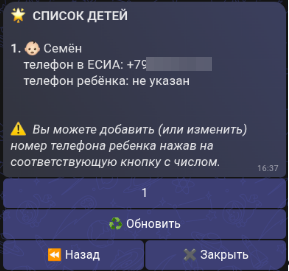 🌟 СПИСОК ДЕТЕЙ
1. 👶🏻 Семён
телефон в ЕСИА: +79
телефон ребёнка: не указан
⚠️ Вы можете добавить (или изменить)
номер телефона ребенка нажав на
соответствующую кнопку с числом.
16:37
1
♻️ Обновить
⏪ Назад
✖️ Закрыть